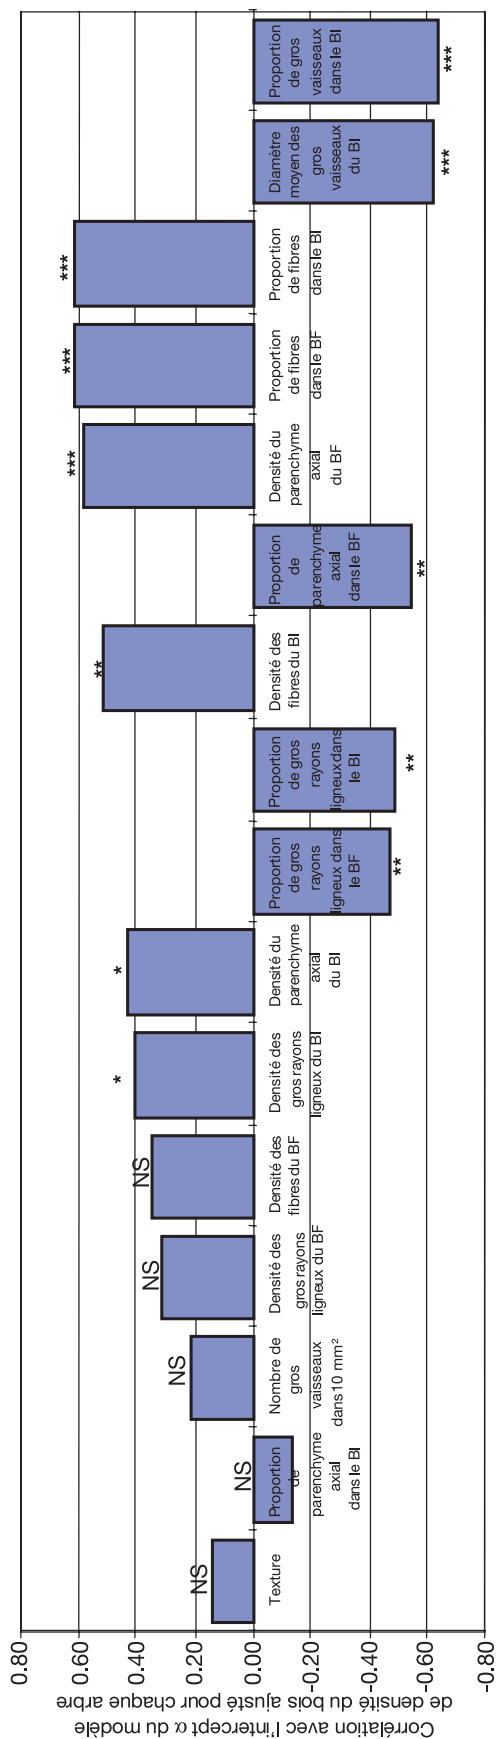 Corrélation avec l'intercept α du modèle
de densité du bois ajusté pour chaque arbre
0.80
0.60
0.40
0.20
0.00
-0.20
-0.40
-0.60
-0.80
NS
Texture
NS
Proportion
de
parenchyme
axial
dans le BI
NS
Nombre de
gros
vaisseaux
dans 10 mm²
NS
Densité des
gros rayons
ligneux du BF
NS
Densité des
fibres du BF
*
Densité des
gros rayons
ligneux du BI
*
Densité du
parenchyme
axial
du BI
Proportion
de gros
rayons
ligneux dans
le BF
**
Proportion
de gros
rayons
ligneux dans
le BI
**
**
Densité des
fibres du BI
Proportion
de
parenchyme
axial
dans le BF
**
***
Densité du
parenchyme
axial
du BF
***
Proportion
de fibres
dans le BF
***
Proportion
de fibres
dans le BI
Diamètre
moyen des
gros
vaisseaux
du BI
***
Proportion
de gros
vaisseaux
dans le BI
***